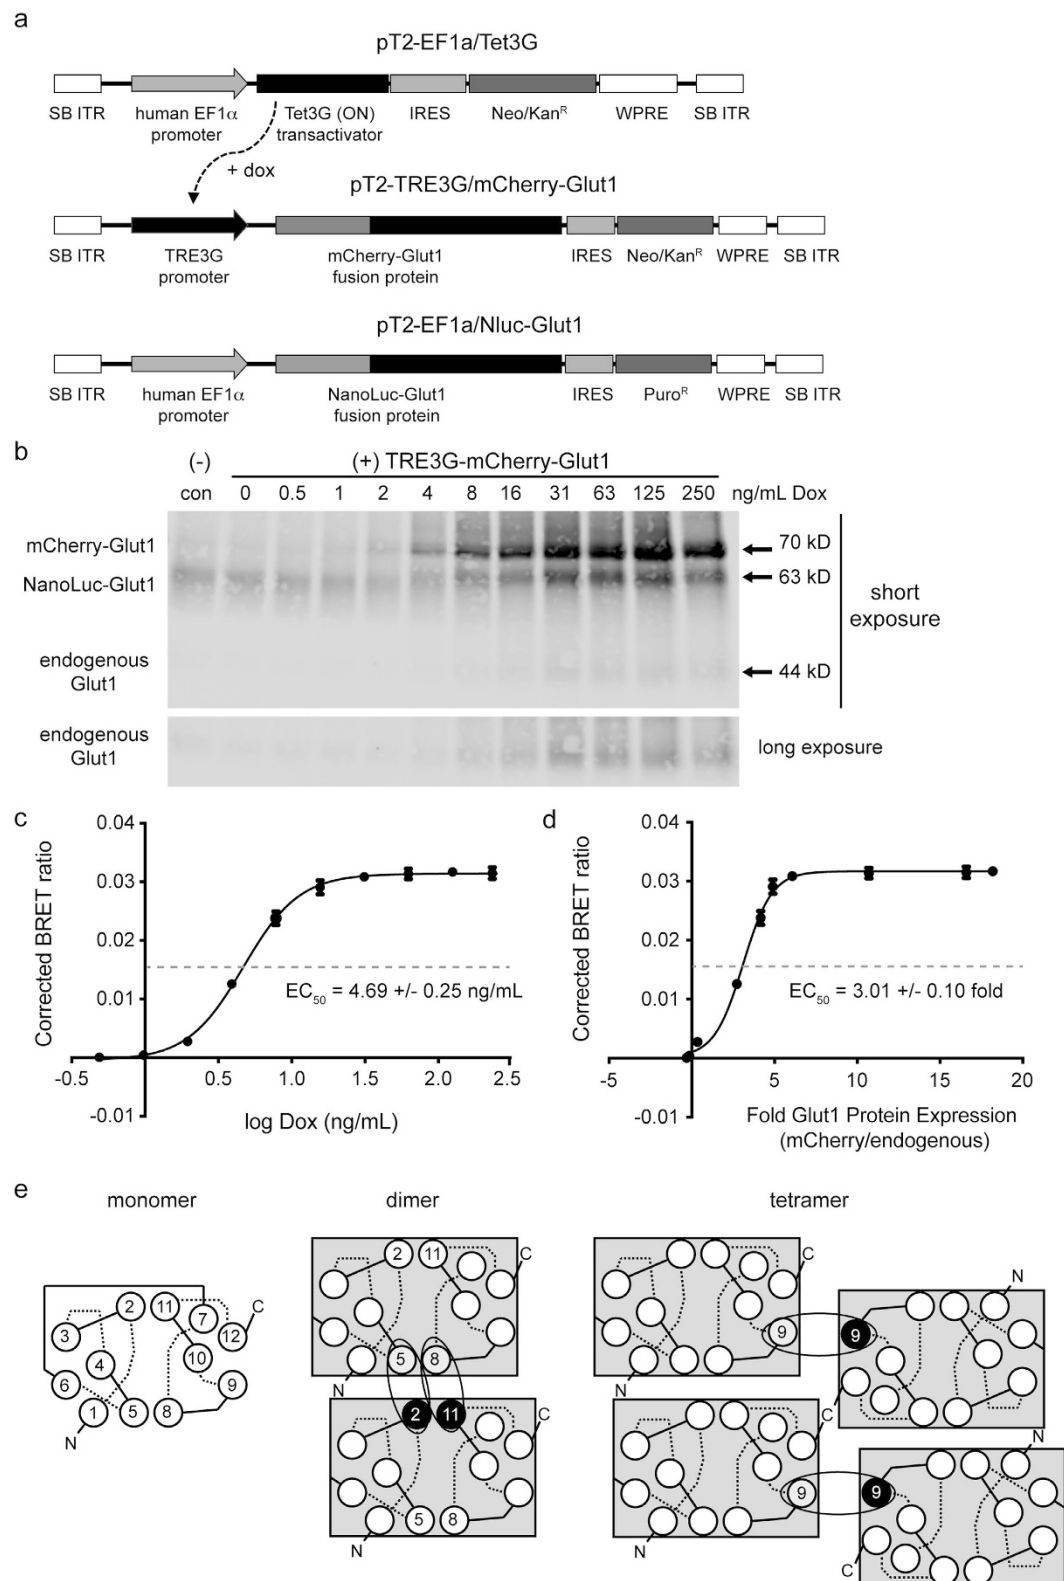 a
pT2-EF1a/Tet3G
SB ITR
human EF1α promoter
Tet3G (ON) transactivator
IRES
Neo/Kanᴿ
WPRE
SB ITR
+ dox
pT2-TRE3G/mCherry-Glut1
SB ITR
TRE3G promoter
mCherry-Glut1 fusion protein
IRES
Neo/Kanᴿ
WPRE
SB ITR
pT2-EF1a/Nluc-Glut1
SB ITR
human EF1α promoter
NanoLuc-Glut1 fusion protein
IRES
Puroᴿ
WPRE
SB ITR
b
(-) (+) TRE3G-mCherry-Glut1
con 0 0.5 1 2 4 8 16 31 63 125 250 ng/mL Dox
mCherry-Glut1
70 kD
NanoLuc-Glut1
63 kD
short exposure
endogenous Glut1
44 kD
endogenous Glut1
long exposure
c
Corrected BRET ratio
0.04
0.03
0.02
0.01
0
-0.01
EC₅₀ = 4.69 +/- 0.25 ng/mL
-0.5 0.5 1.0 1.5 2.0 2.5
log Dox (ng/mL)
d
Corrected BRET ratio
0.04
0.03
0.02
0.01
0
-0.01
EC₅₀ = 3.01 +/- 0.10 fold
-5 5 10 15 20
Fold Glut1 Protein Expression
(mCherry/endogenous)
e
monomer
dimer
tetramer
2 11 7 12 C
3 4 10 9
6 1 5 8
N
2 11 C
5 8
N
2 11 C
5 8
N
C N
9 9
N C
C N
9 9
N C